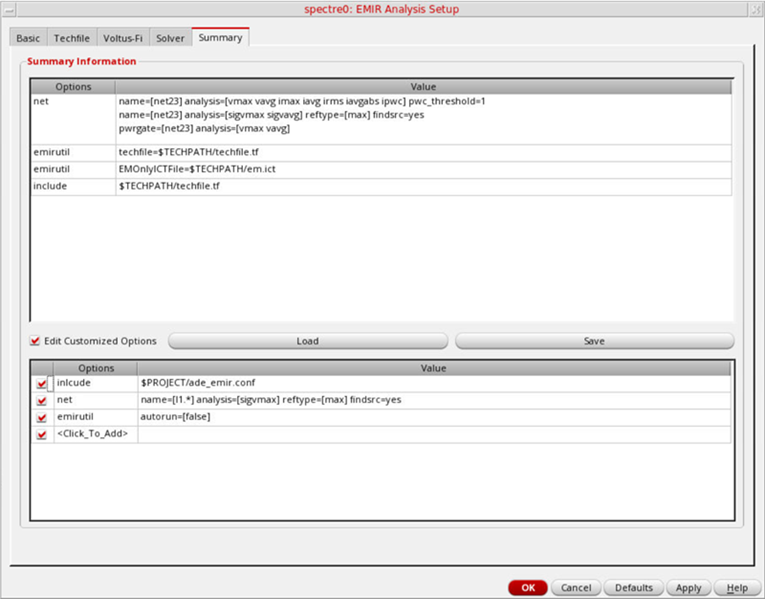 spectre0: EMIR Analysis Setup
Basic Techfile Voltus-Fi Solver Summary
Summary Information
Options Value
net name=[net23] analysis=[vmax vavg imax iavg irms iavgabs ipwc] pwc_threshold=1
name=[net23] analysis=[sigvmax sigvavg] reftype=[max] findsrc=yes
pwrgate=[net23] analysis=[vmax vavg]
emirutil techfile=$TECHPATH/techfile.tf
emirutil EMOnlyICTFile=$TECHPATH/em.ict
include $TECHPATH/techfile.tf
Edit Customized Options Load Save
Options Value
inlcude $PROJECT/ade_emir.conf
net name=[I1.*] analysis=[sigvmax] reftype=[max] findsrc=yes
emirutil autorun=[false]
<Click_To_Add>
OK Cancel Defaults Apply Help